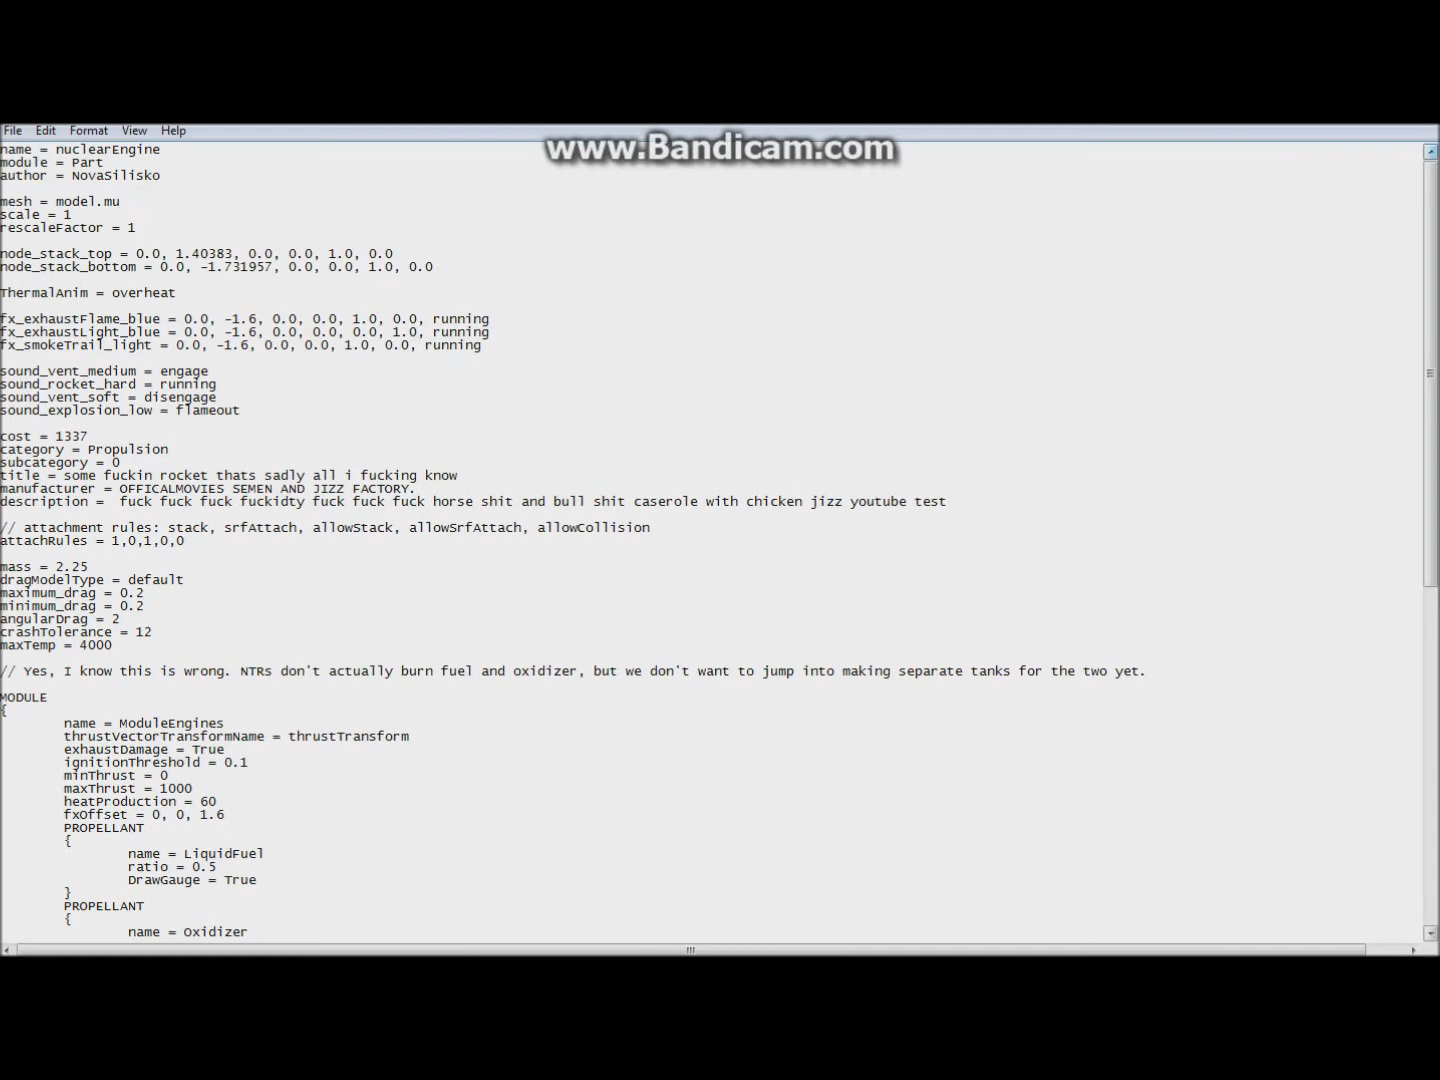 File Edit Format View Help
www.Bandicam.com
name = nuclearEngine
module = Part
author = NovaSilisko
mesh = model.mu
scale = 1
rescaleFactor = 1
node_stack_top = 0.0, 1.40383, 0.0, 0.0, 1.0, 0.0
node_stack_bottom = 0.0, -1.731957, 0.0, 0.0, 1.0, 0.0
ThermalAnim = overheat
fx_exhaustFlame_blue = 0.0, -1.6, 0.0, 0.0, 1.0, 0.0, running
fx_exhaustLight_blue = 0.0, -1.6, 0.0, 0.0, 0.0, 1.0, running
fx_smokeTrail_light = 0.0, -1.6, 0.0, 0.0, 1.0, 0.0, running
sound_vent_medium = engage
sound_rocket_hard = running
sound_vent_soft = disengage
sound_explosion_low = flameout
cost = 1337
category = Propulsion
subcategory = 0
title = some fuckin rocket thats sadly all i fucking know
manufacturer = OFFICALMOVIES SEMEN AND JIZZ FACTORY.
description =  fuck fuck fuck fuckidty fuck fuck fuck horse shit and bull shit caserole with chicken jizz youtube test
// attachment rules: stack, srfAttach, allowStack, allowSrfAttach, allowCollision
attachRules = 1,0,1,0,0
mass = 2.25
dragModelType = default
maximum_drag = 0.2
minimum_drag = 0.2
angularDrag = 2
crashTolerance = 12
maxTemp = 4000
// Yes, I know this is wrong. NTRs don't actually burn fuel and oxidizer, but we don't want to jump into making separate tanks for the two yet.
MODULE
{
name = ModuleEngines
thrustVectorTransformName = thrustTransform
exhaustDamage = True
ignitionThreshold = 0.1
minThrust = 0
maxThrust = 1000
heatProduction = 60
fxOffset = 0, 0, 1.6
PROPELLANT
{
name = LiquidFuel
ratio = 0.5
DrawGauge = True
}
PROPELLANT
{
name = Oxidizer